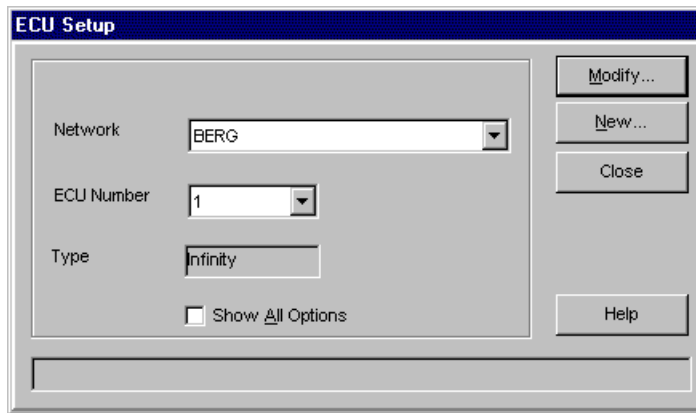 ECU Setup
Modify...
Network
BERG
New...
Close
ECU Number
1
Type
Infinity
Show All Options
Help